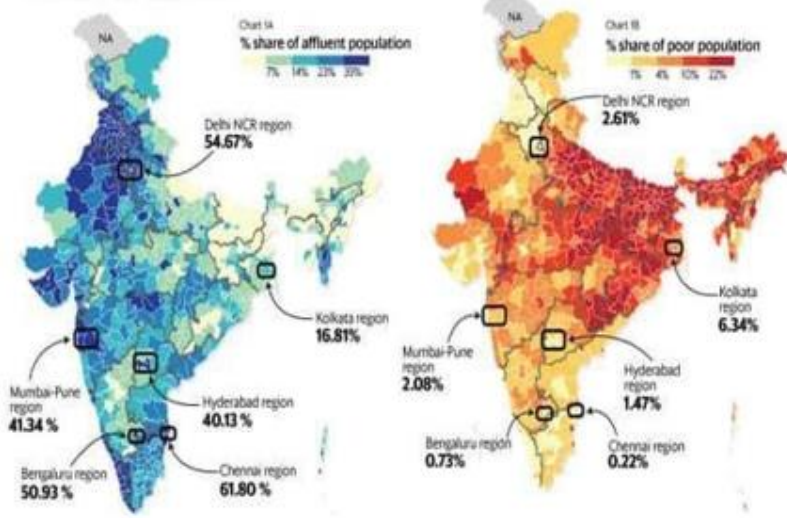 NA
Chart 1A
% share of affluent population
7% 14% 23% 39%
Delhi NCR region
54.67%
Kolkata region
16.81%
Mumbai-Pune
region
41.34 %
Hyderabad region
40.13 %
Bengaluru region
50.93 %
Chennai region
61.80 %
NA
Chart 1B
% share of poor population
1% 4% 10% 22%
Delhi NCR region
2.61%
Kolkata
region
6.34%
Mumbai-Pune
region
2.08%
Hyderabad
region
1.47%
Bengaluru region
0.73%
Chennai region
0.22%